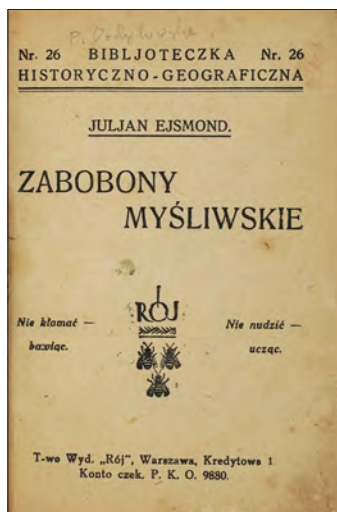 Nr. 26 BIBLJOTECZKA Nr. 26
HISTORYCZNO-GEOGRAFICZNA
JULJAN EJSMOND.
ZABOBONY
MYŚLIWSKIE
RÓJ
Nie kłamać —
bawiąc.
Nie nudzić —
ucząc.
T-wo Wyd. „Rój", Warszawa, Kredytowa 1
Konto czek. P. K. O. 9880.